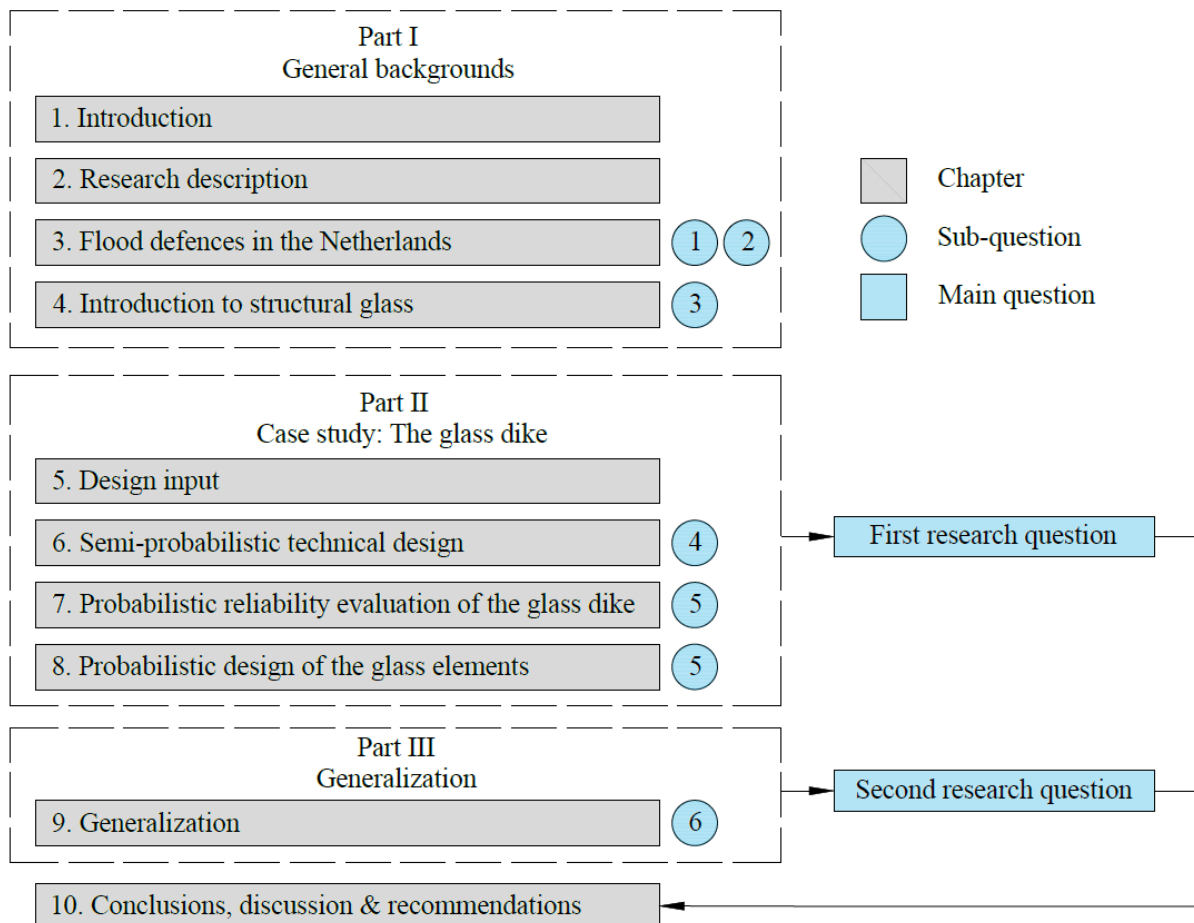 Part I
General backgrounds
1. Introduction
2. Research description
3. Flood defences in the Netherlands
1
2
4. Introduction to structural glass
3
Chapter
Sub-question
Main question
Part II
Case study: The glass dike
5. Design input
6. Semi-probabilistic technical design
4
7. Probabilistic reliability evaluation of the glass dike
5
8. Probabilistic design of the glass elements
5
First research question
Part III
Generalization
9. Generalization
6
Second research question
10. Conclusions, discussion & recommendations